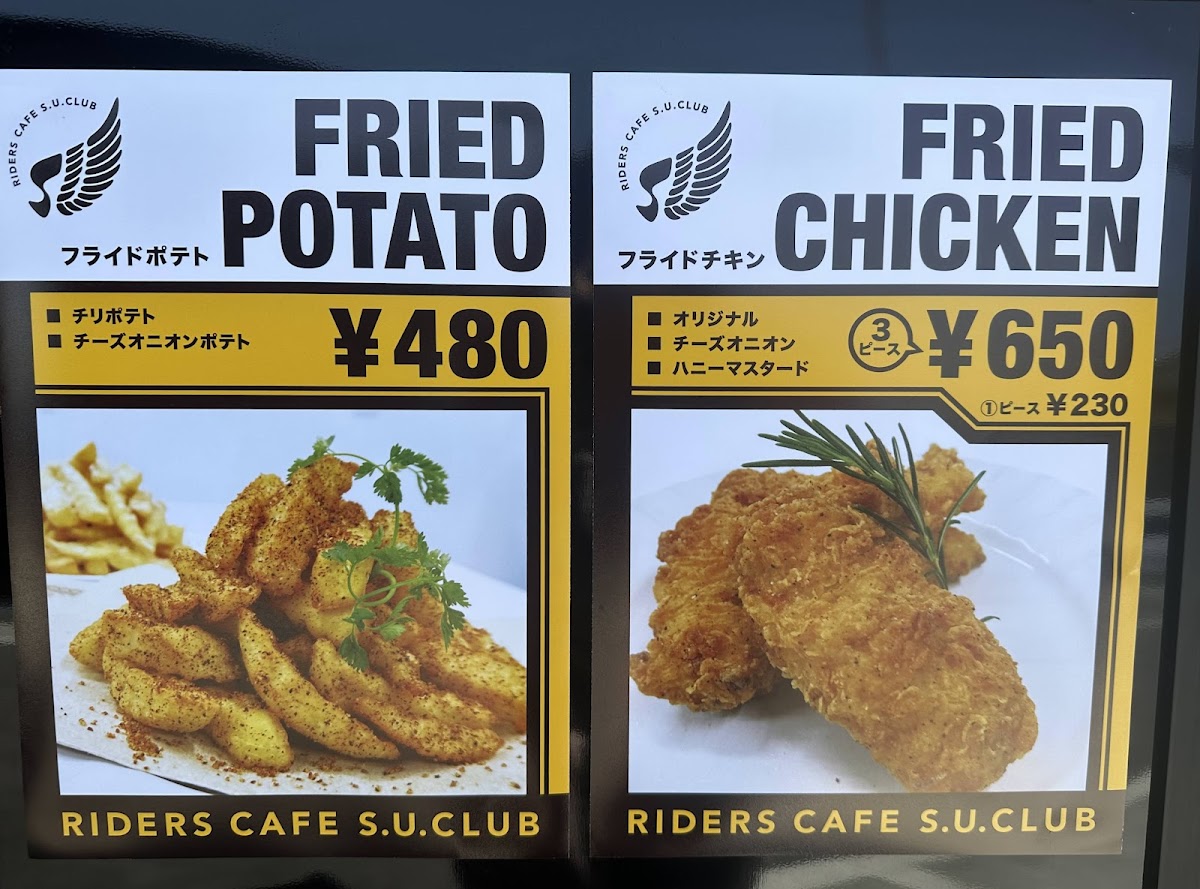 RIDERS CAFE S.U.CLUB
FRIED
POTATO
フライドポテト
■ チリポテト
■ チーズオニオンポテト
¥480
RIDERS CAFE S.U.CLUB
RIDERS CAFE S.U.CLUB
FRIED
CHICKEN
フライドチキン
■ オリジナル
■ チーズオニオン
■ ハニーマスタード
3
ピース
¥650
①ピース ¥230
RIDERS CAFE S.U.CLUB